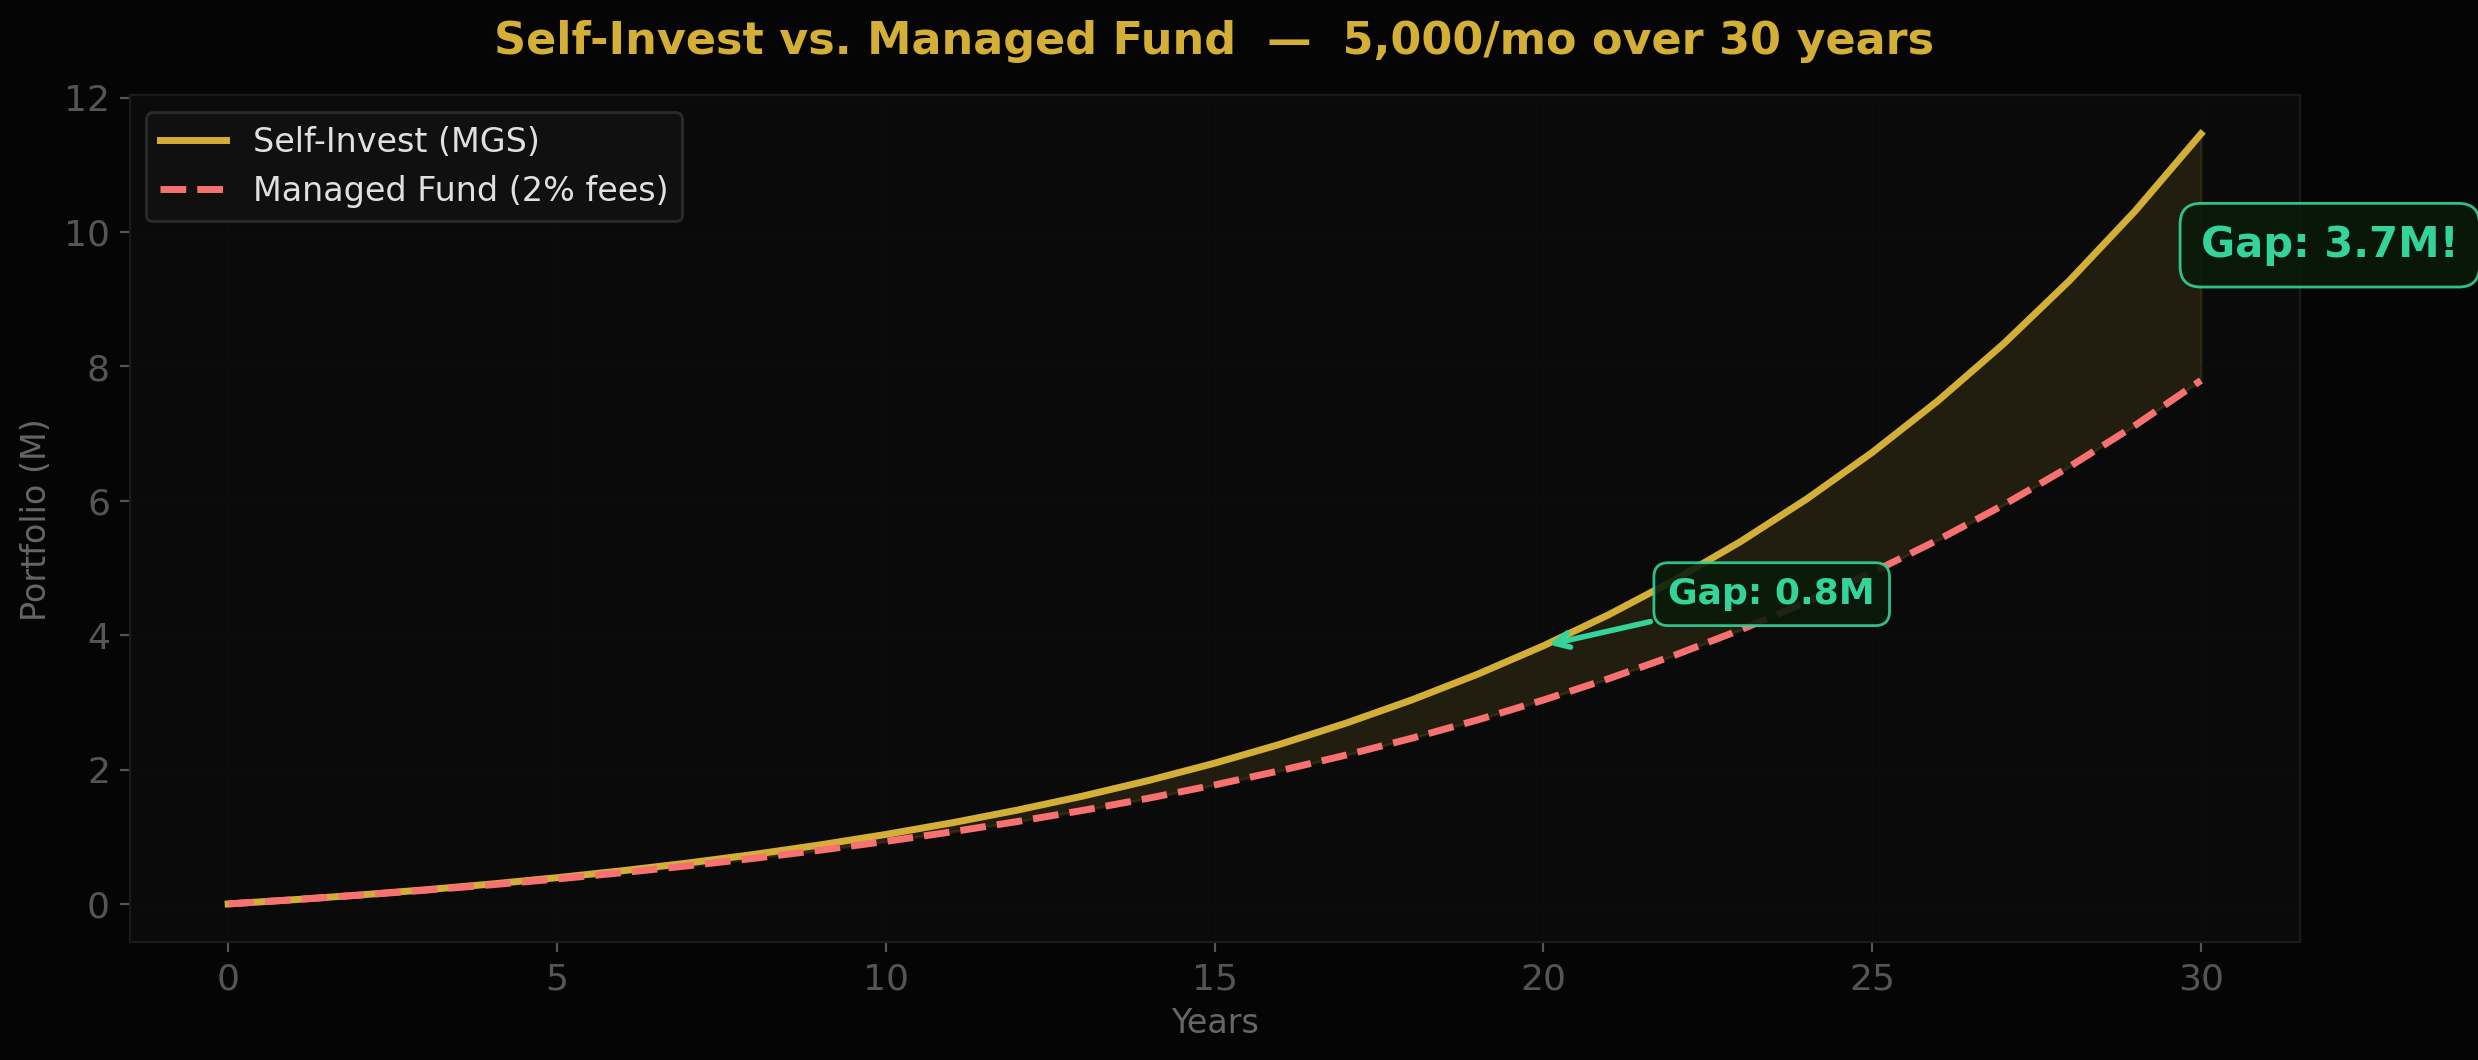 Self-Invest vs. Managed Fund — 5,000/mo over 30 years
12
10
8
6
4
2
0
Portfolio (M)
Self-Invest (MGS)
Managed Fund (2% fees)
Gap: 3.7M!
Gap: 0.8M
0 5 10 15 20 25 30
Years